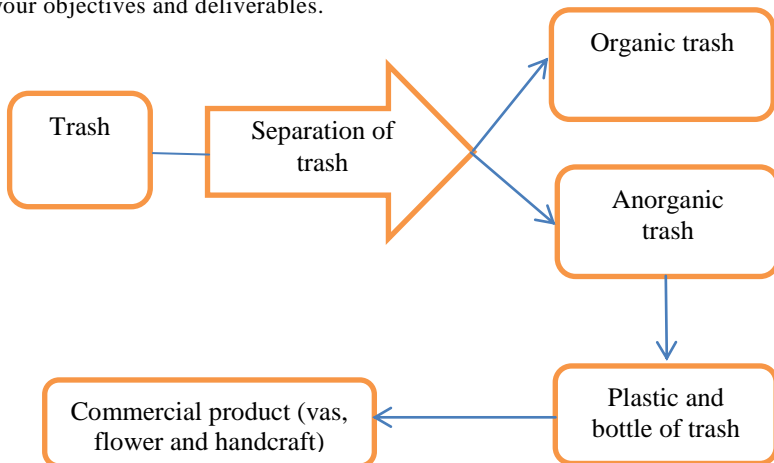 your objectives and deliverables.
Trash
Separation of
trash
Organic trash
Anorganic
trash
Plastic and
bottle of trash
Commercial product (vas,
flower and handcraft)